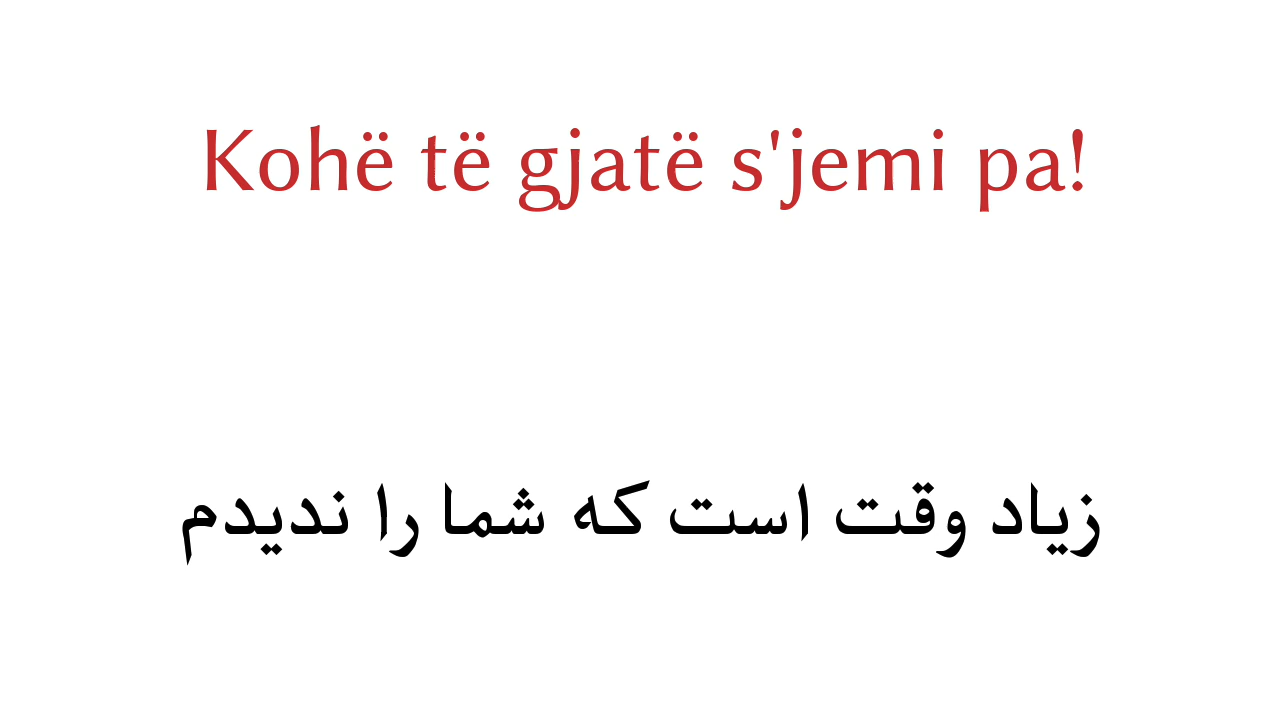 Kohë të gjatë s'jemi pa!
زیاد وقت است که شما را ندیدم